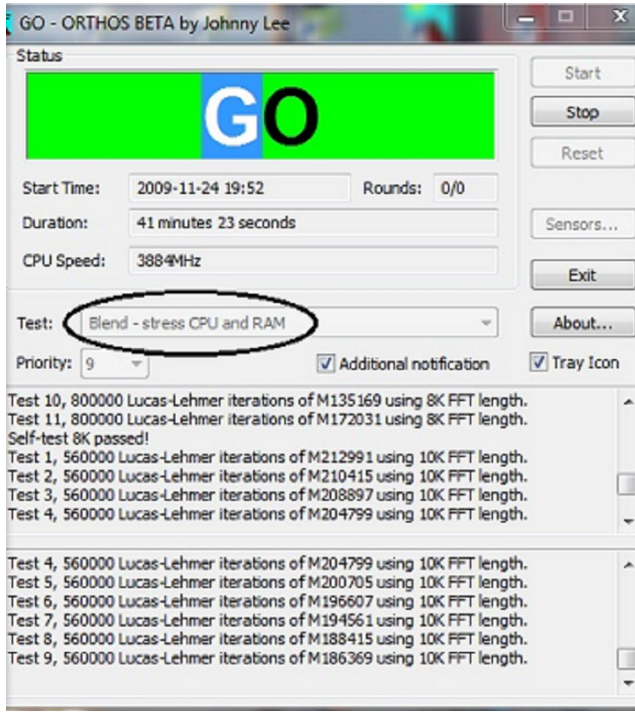 GO - ORTHOS BETA by Johnny Lee
Status
GO
Start
Stop
Reset
Start Time: 2009-11-24 19:52 Rounds: 0/0
Duration: 41 minutes 23 seconds
Sensors...
CPU Speed: 3884MHz
Exit
Test: Blend - stress CPU and RAM
About...
Priority: 9 Additional notification Tray Icon
Test 10, 800000 Lucas-Lehmer iterations of M135169 using 8K FFT length.
Test 11, 800000 Lucas-Lehmer iterations of M172031 using 8K FFT length.
Self-test 8K passed!
Test 1, 560000 Lucas-Lehmer iterations of M212991 using 10K FFT length.
Test 2, 560000 Lucas-Lehmer iterations of M210415 using 10K FFT length.
Test 3, 560000 Lucas-Lehmer iterations of M208897 using 10K FFT length.
Test 4, 560000 Lucas-Lehmer iterations of M204799 using 10K FFT length.
Test 4, 560000 Lucas-Lehmer iterations of M204799 using 10K FFT length.
Test 5, 560000 Lucas-Lehmer iterations of M200705 using 10K FFT length.
Test 6, 560000 Lucas-Lehmer iterations of M196607 using 10K FFT length.
Test 7, 560000 Lucas-Lehmer iterations of M194561 using 10K FFT length.
Test 8, 560000 Lucas-Lehmer iterations of M188415 using 10K FFT length.
Test 9, 560000 Lucas-Lehmer iterations of M186369 using 10K FFT length.